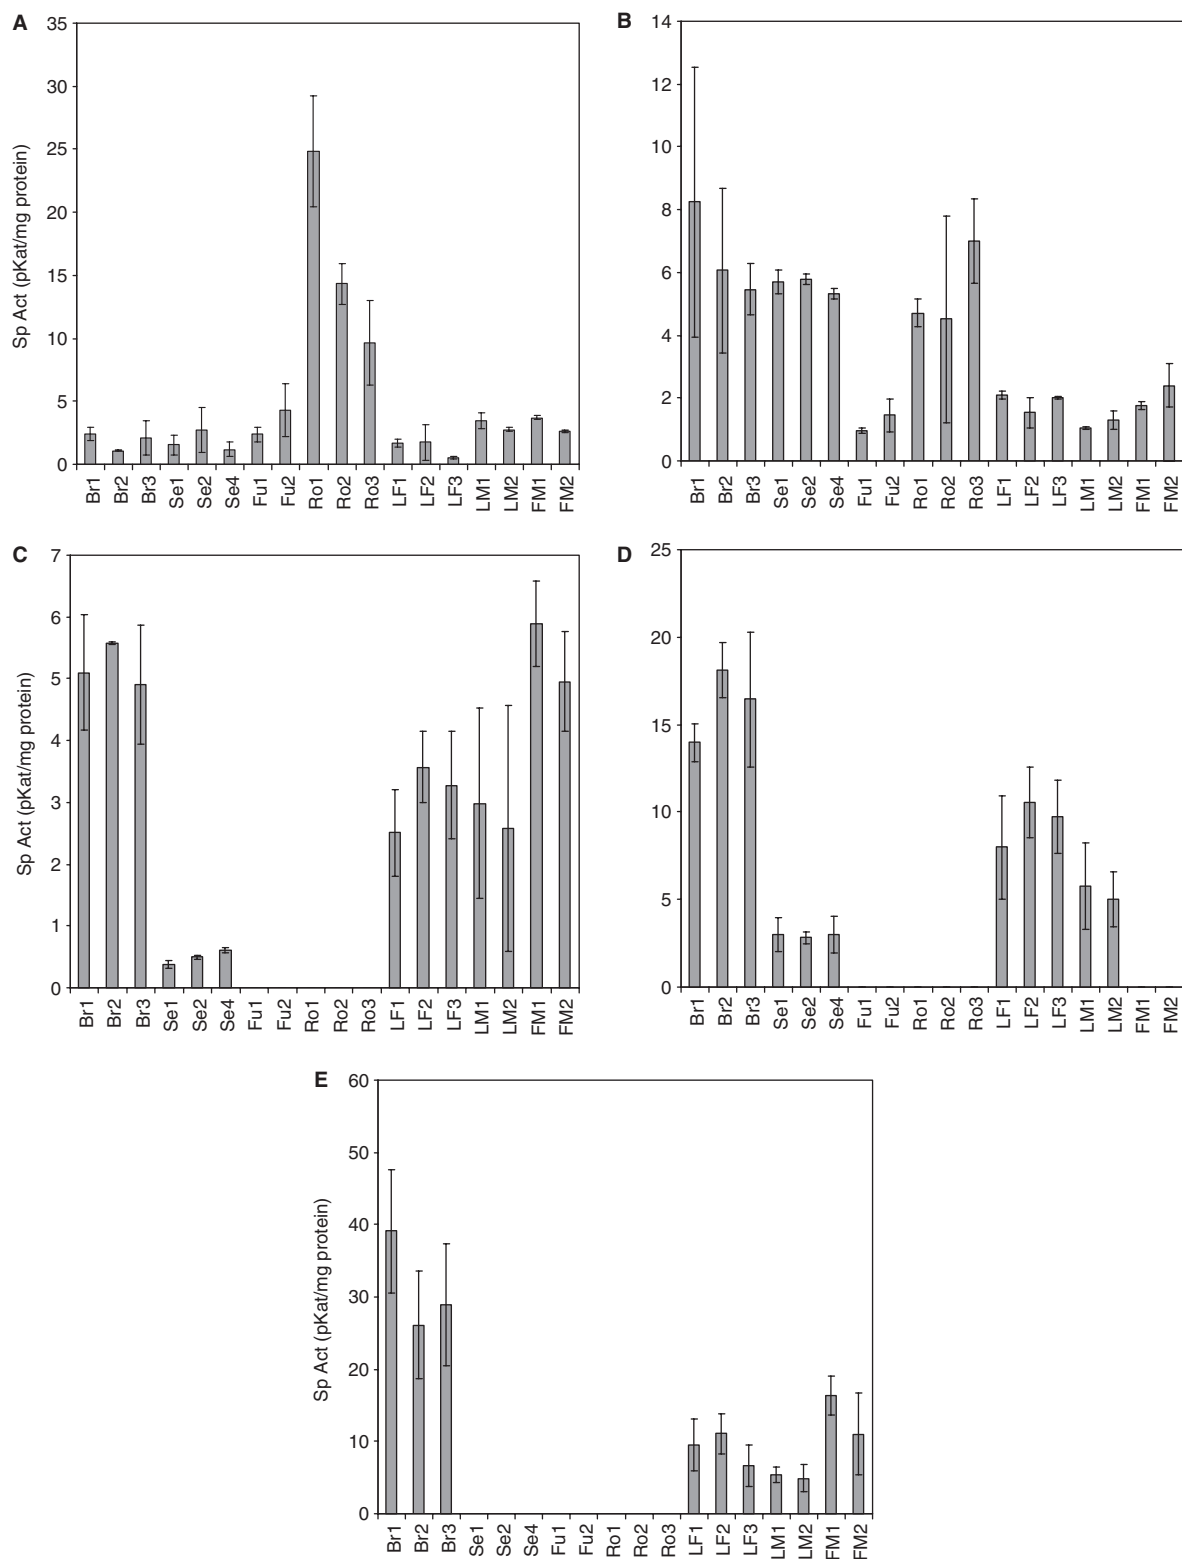 A
35
30
25
20
15
10
5
0
Sp Act (pKat/mg protein)
Br1 Br2 Br3 Se1 Se2 Se4 Fu1 Fu2 Ro1 Ro2 Ro3 LF1 LF2 LF3 LM1 LM2 FM1 FM2
B
14
12
10
8
6
4
2
0
Br1 Br2 Br3 Se1 Se2 Se4 Fu1 Fu2 Ro1 Ro2 Ro3 LF1 LF2 LF3 LM1 LM2 FM1 FM2
C
7
6
5
4
3
2
1
0
Sp Act (pKat/mg protein)
Br1 Br2 Br3 Se1 Se2 Se4 Fu1 Fu2 Ro1 Ro2 Ro3 LF1 LF2 LF3 LM1 LM2 FM1 FM2
D
25
20
15
10
5
0
Br1 Br2 Br3 Se1 Se2 Se4 Fu1 Fu2 Ro1 Ro2 Ro3 LF1 LF2 LF3 LM1 LM2 FM1 FM2
E
60
50
40
30
20
10
0
Sp Act (pKat/mg protein)
Br1 Br2 Br3 Se1 Se2 Se4 Fu1 Fu2 Ro1 Ro2 Ro3 LF1 LF2 LF3 LM1 LM2 FM1 FM2